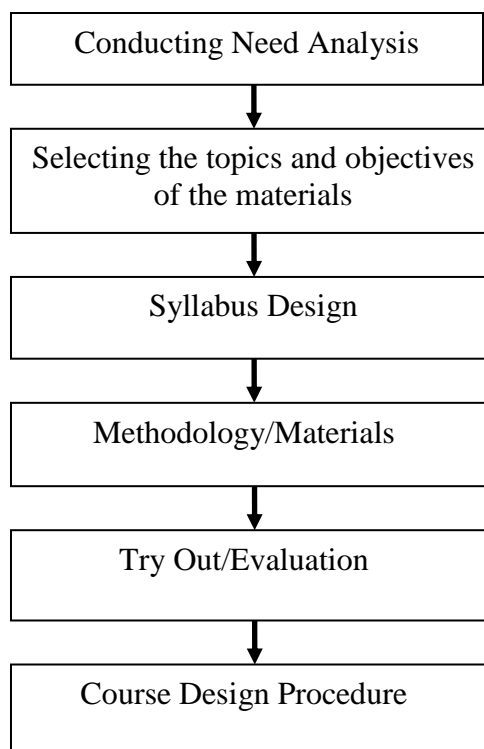 Conducting Need Analysis
Selecting the topics and objectives
of the materials
Syllabus Design
Methodology/Materials
Try Out/Evaluation
Course Design Procedure